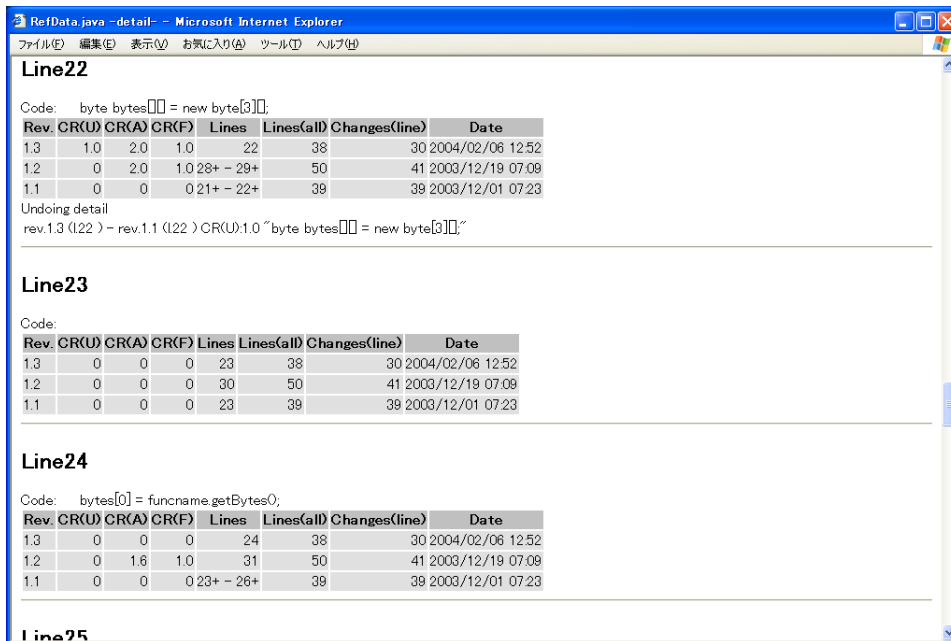 RefData.java -detail- - Microsoft Internet Explorer
ファイル(F) 編集(E) 表示(V) お気に入り(A) ツール(T) ヘルプ(H)
Line22
Code: byte bytes[][] = new byte[3][];
Rev. CR(U) CR(A) CR(F) Lines Lines(all) Changes(line) Date
1.3 1.0 2.0 1.0 22 38 30 2004/02/06 12:52
1.2 0 2.0 1.0 28+ - 29+ 50 41 2003/12/19 07:09
1.1 0 0 0 21+ - 22+ 39 39 2003/12/01 07:23
Undoing detail
rev.1.3 (l.22 ) - rev.1.1 (l.22 ) CR(U):1.0 "byte bytes[][] = new byte[3][];"
Line23
Code:
Rev. CR(U) CR(A) CR(F) Lines Lines(all) Changes(line) Date
1.3 0 0 0 23 38 30 2004/02/06 12:52
1.2 0 0 0 30 50 41 2003/12/19 07:09
1.1 0 0 0 23 39 39 2003/12/01 07:23
Line24
Code: bytes[0] = funcname.getBytes();
Rev. CR(U) CR(A) CR(F) Lines Lines(all) Changes(line) Date
1.3 0 0 0 24 38 30 2004/02/06 12:52
1.2 0 1.6 1.0 31 50 41 2003/12/19 07:09
1.1 0 0 0 23+ - 26+ 39 39 2003/12/01 07:23
Line25